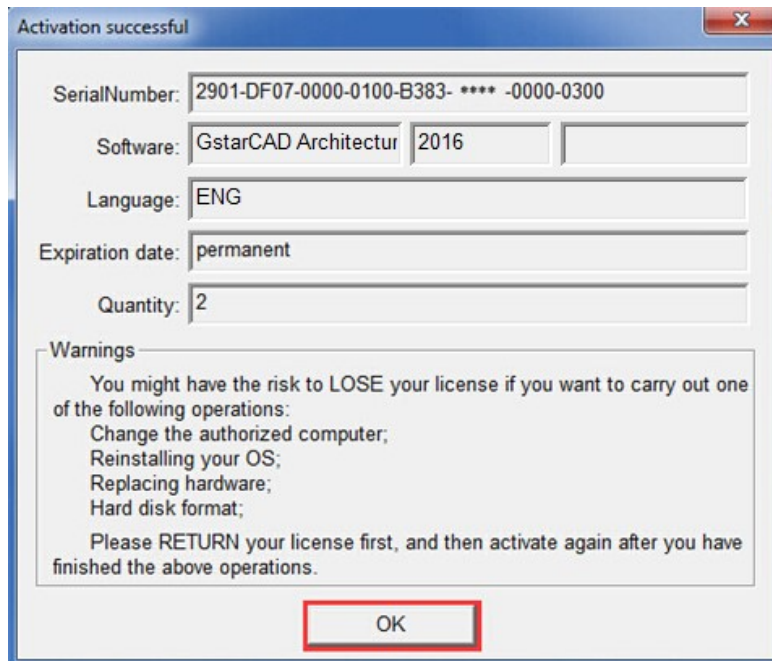 Activation successful
SerialNumber: 2901-DF07-0000-0100-B383- **** -0000-0300
Software: GstarCAD Architectur 2016
Language: ENG
Expiration date: permanent
Quantity: 2
Warnings
You might have the risk to LOSE your license if you want to carry out one
of the following operations:
Change the authorized computer;
Reinstalling your OS;
Replacing hardware;
Hard disk format;
Please RETURN your license first, and then activate again after you have
finished the above operations.
OK